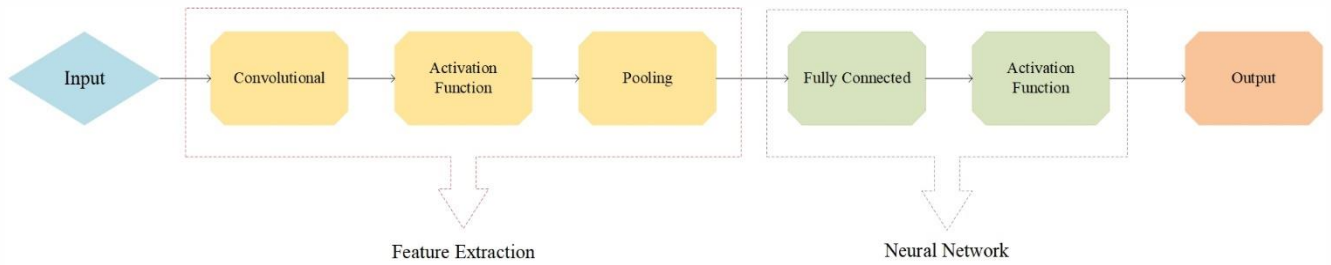 Input
Convolutional
Activation
Function
Pooling
Fully Connected
Activation
Function
Output
Feature Extraction
Neural Network